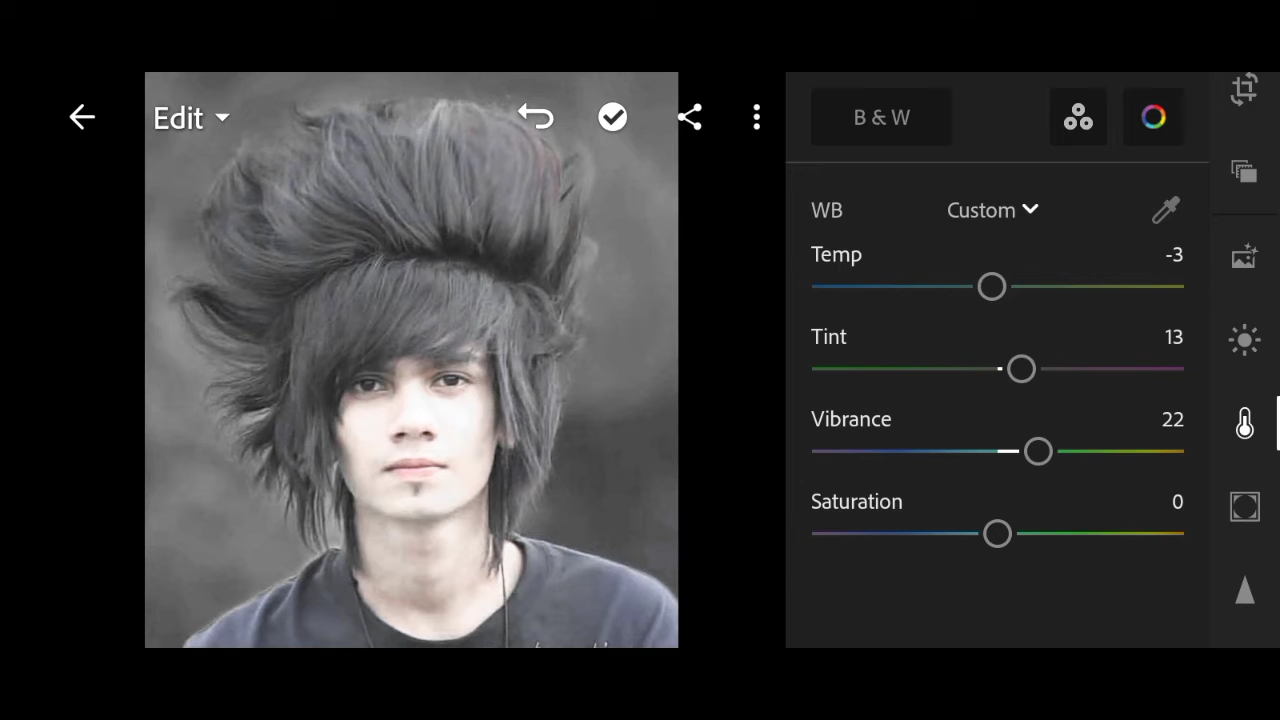 Edit
B & W
WB
Custom
Temp
-3
Tint
13
Vibrance
22
Saturation
0